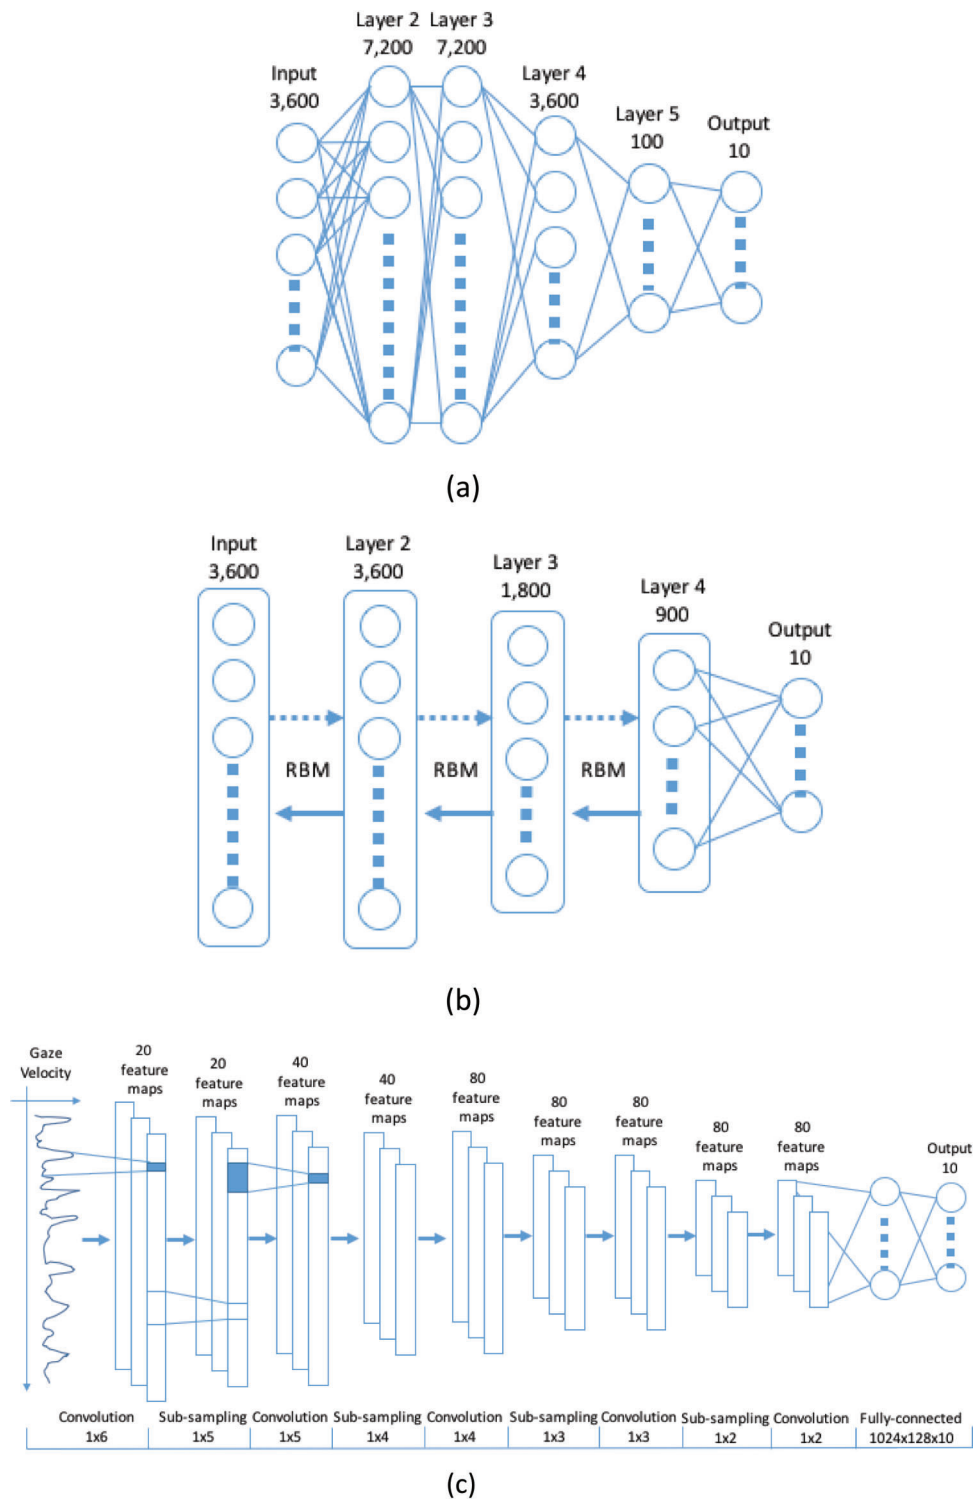 Layer 2 Layer 3
7,200 7,200
Input
3,600
Layer 4
3,600
Layer 5
100
Output
10
(a)
Input
3,600
Layer 2
3,600
Layer 3
1,800
Layer 4
900
Output
10
RBM RBM RBM
(b)
Gaze
Velocity
20
feature
maps
20
feature
maps
40
feature
maps
40
feature
maps
80
feature
maps
80
feature
maps
80
feature
maps
80
feature
maps
80
feature
maps
Output
10
Convolution Sub-sampling Convolution Sub-sampling Convolution Sub-sampling Convolution Sub-sampling Convolution Fully-connected
1x6 1x5 1x5 1x4 1x4 1x3 1x3 1x2 1x2 1024x128x10
(c)